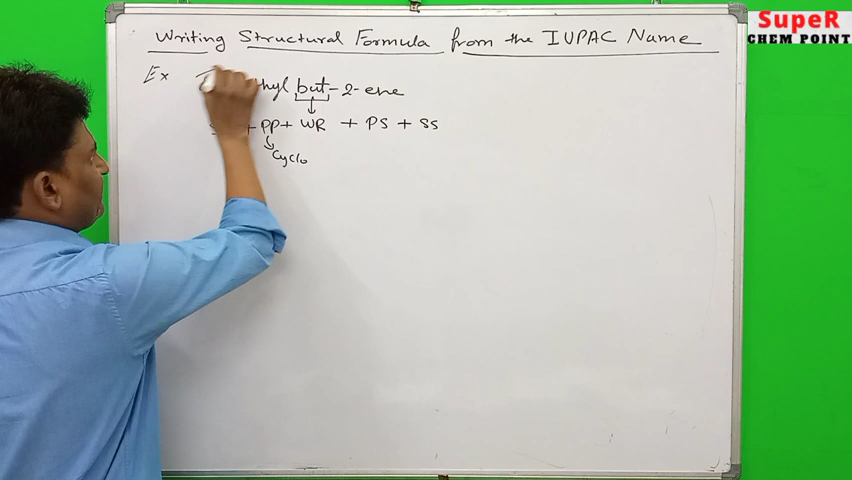 Writing Structural Formula from the IUPAC Name
SupeR
CHEM POINT
Ex hyl but-2-ene
+ PP + WR + PS + SS
Cyclo